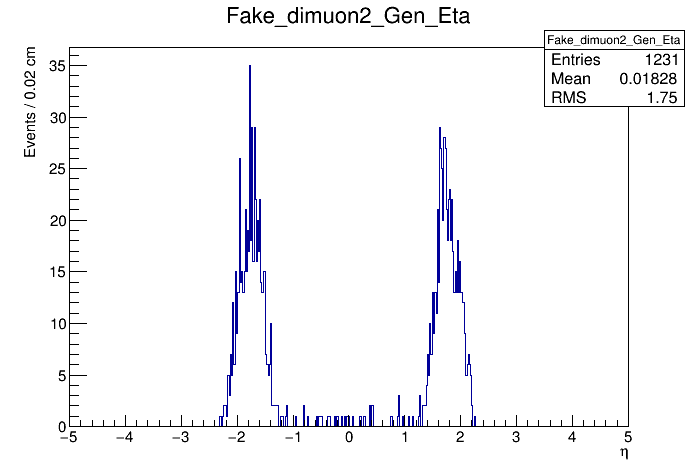 Fake_dimuon2_Gen_Eta
Fake_dimuon2_Gen_Eta
Entries 1231
Mean 0.01828
RMS 1.75
Events / 0.02 cm
35
30
25
20
15
10
5
0
−5 −4 −3 −2 −1 0 1 2 3 4 5
η